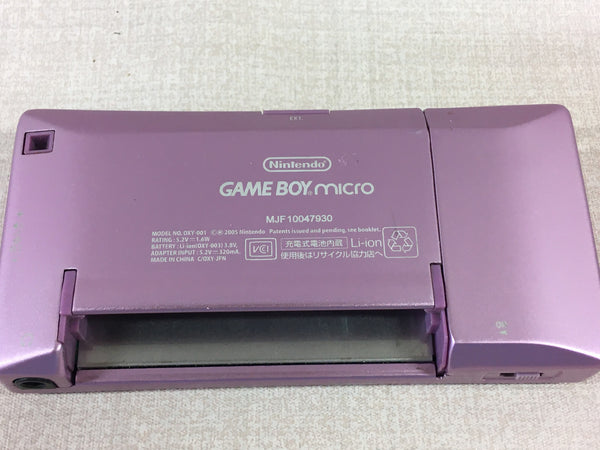 EXT.
Nintendo
GAME BOY micro
MJF10047930
MODEL NO. OXY-001 ©℗ 2005 Nintendo Patents issued and pending, see booklet.
RATING : 5.2V⎓1.6W
BATTERY : Li-ion(OXY-003) 3.8V,
ADAPTER INPUT : 5.2V⎓320mA,
MADE IN CHINA C/OXY-JPN
VCI
充電式電池内蔵 Li-ion
使用後はリサイクル協力店へ